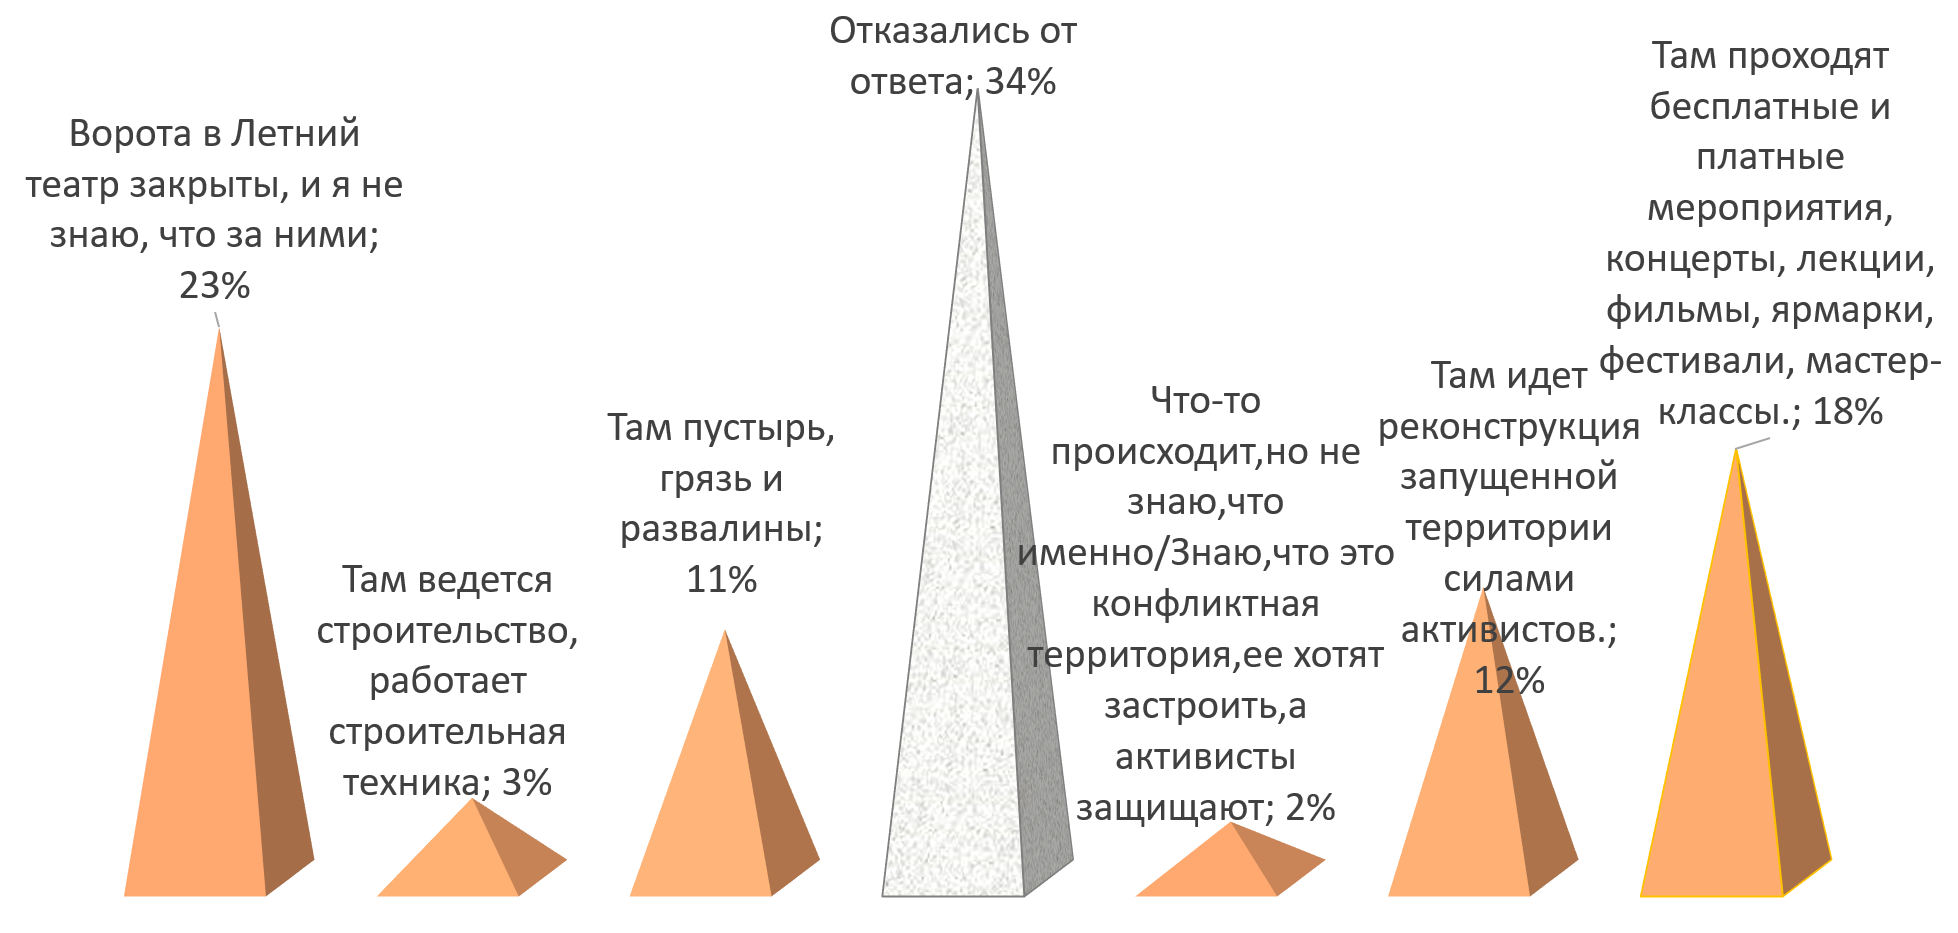 Ворота в Летний
театр закрыты, и я не
знаю, что за ними;
23%
Там ведется
строительство,
работает
строительная
техника; 3%
Там пустырь,
грязь и
развалины;
11%
Отказались от
ответа; 34%
Что-то
происходит,но не
знаю,что
именно/Знаю,что это
конфликтная
территория,ее хотят
застроить,а
активисты
защищают; 2%
Там идет
реконструкция
запущенной
территории
силами
активистов.;
12%
Там проходят
бесплатные и
платные
мероприятия,
концерты, лекции,
фильмы, ярмарки,
фестивали, мастер-
классы.; 18%